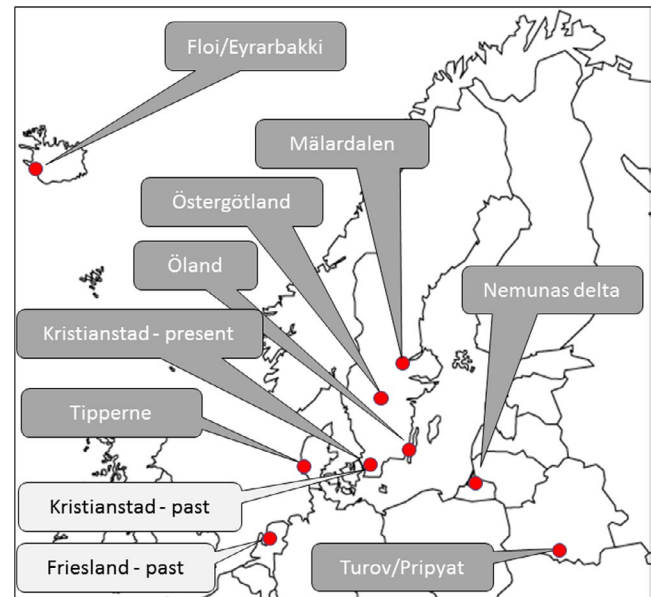 Floi/Eyrarbakki
Mälardalen
Östergötland
Öland
Nemunas delta
Kristianstad - present
Tipperne
Kristianstad - past
Friesland - past
Turov/Pripyat